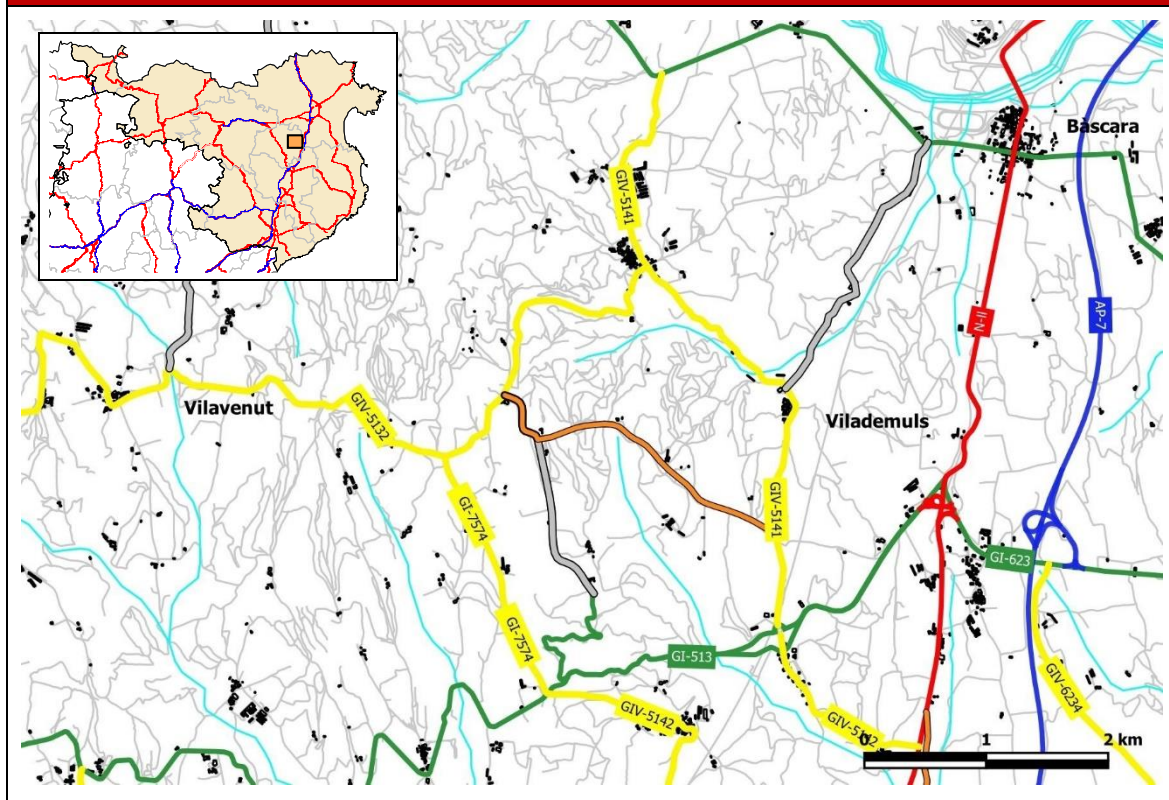 Bàscara
GIV-5141
N-II
AP-7
Vilavenut
GIV-5132
Vilademuls
GI-7574
GIV-5141
GI-623
GI-7574
GI-513
GIV-6234
GIV-5142
GIV-5142
0 1 2 km